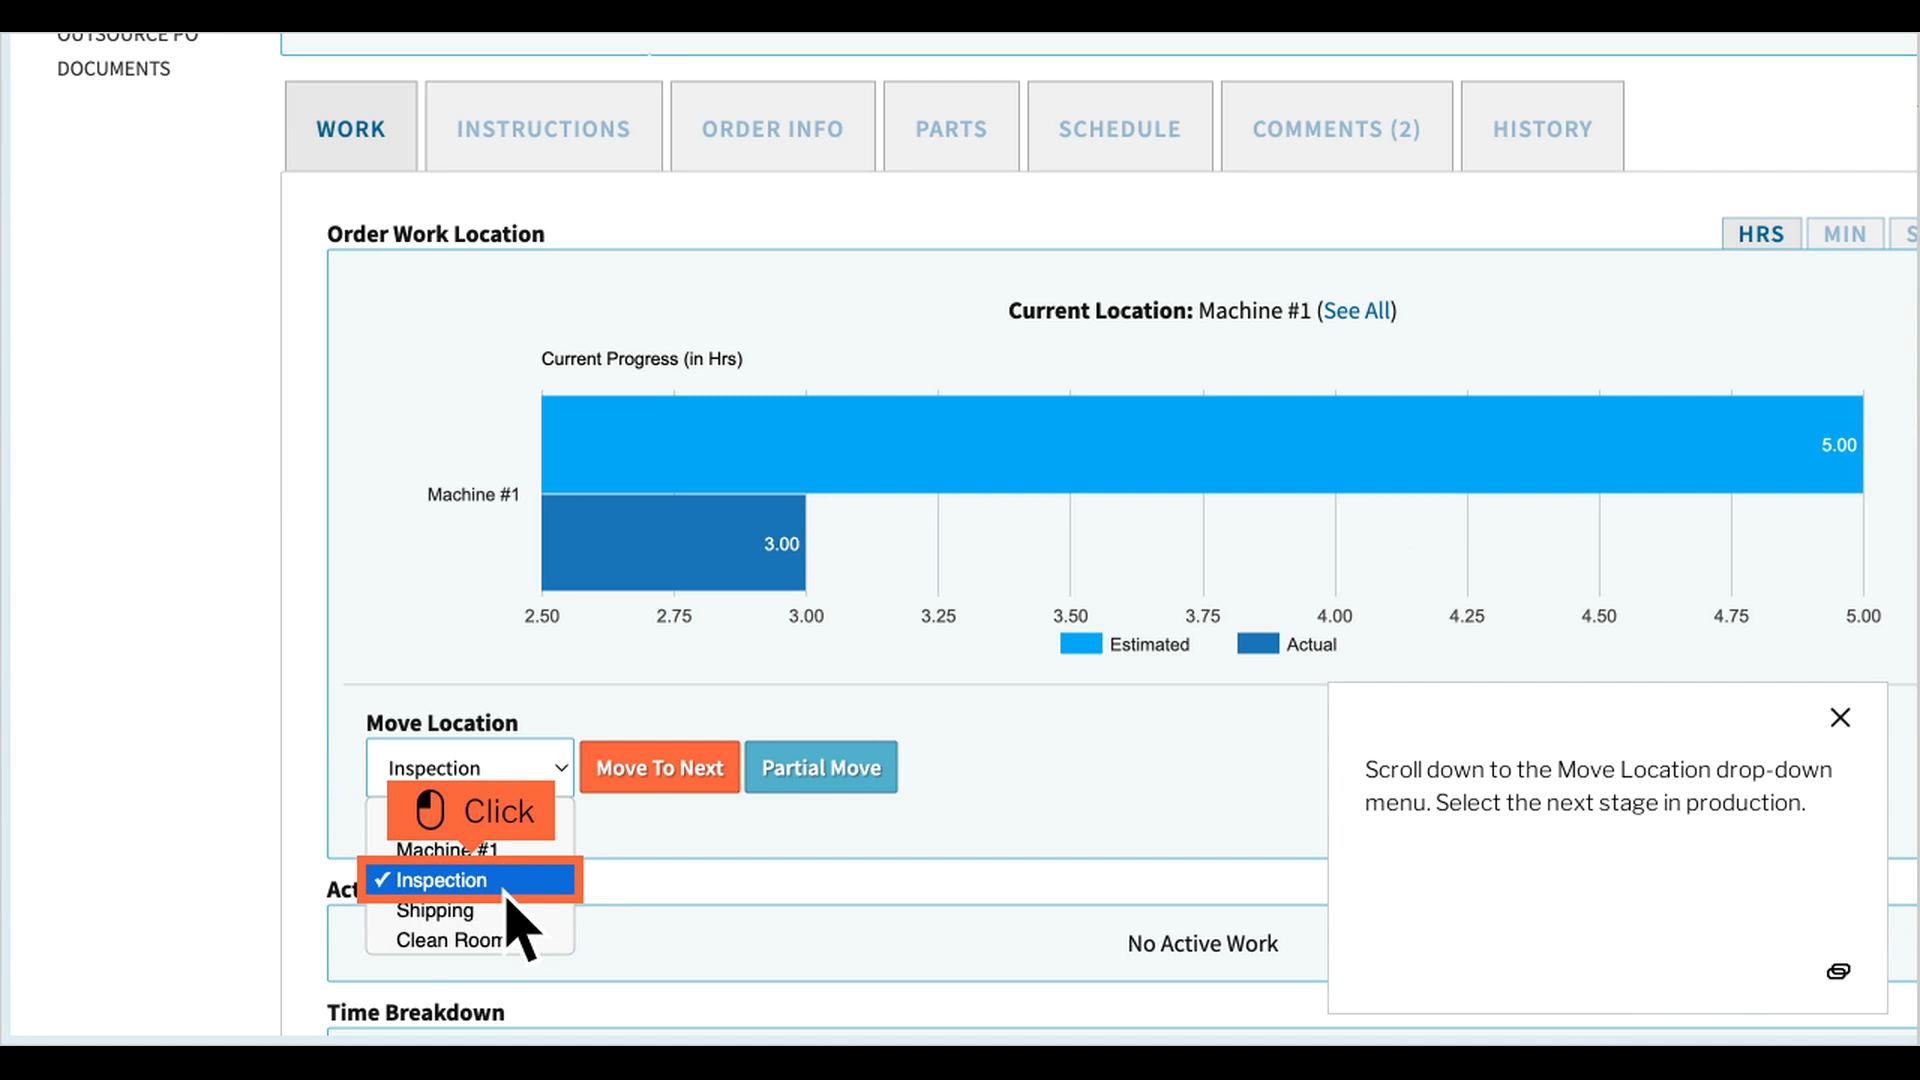 OUTSOURCE PO
DOCUMENTS
WORK
INSTRUCTIONS
ORDER INFO
PARTS
SCHEDULE
COMMENTS (2)
HISTORY
Order Work Location
HRS
MIN
S
Current Location: Machine #1 (See All)
Current Progress (in Hrs)
5.00
Machine #1
3.00
2.50
2.75
3.00
3.25
3.50
3.75
4.00
4.25
4.50
4.75
5.00
Estimated
Actual
Move Location
Inspection
Move To Next
Partial Move
Click
Machine #1
✓ Inspection
Shipping
Clean Room
Scroll down to the Move Location drop-down
menu. Select the next stage in production.
Act
No Active Work
Time Breakdown